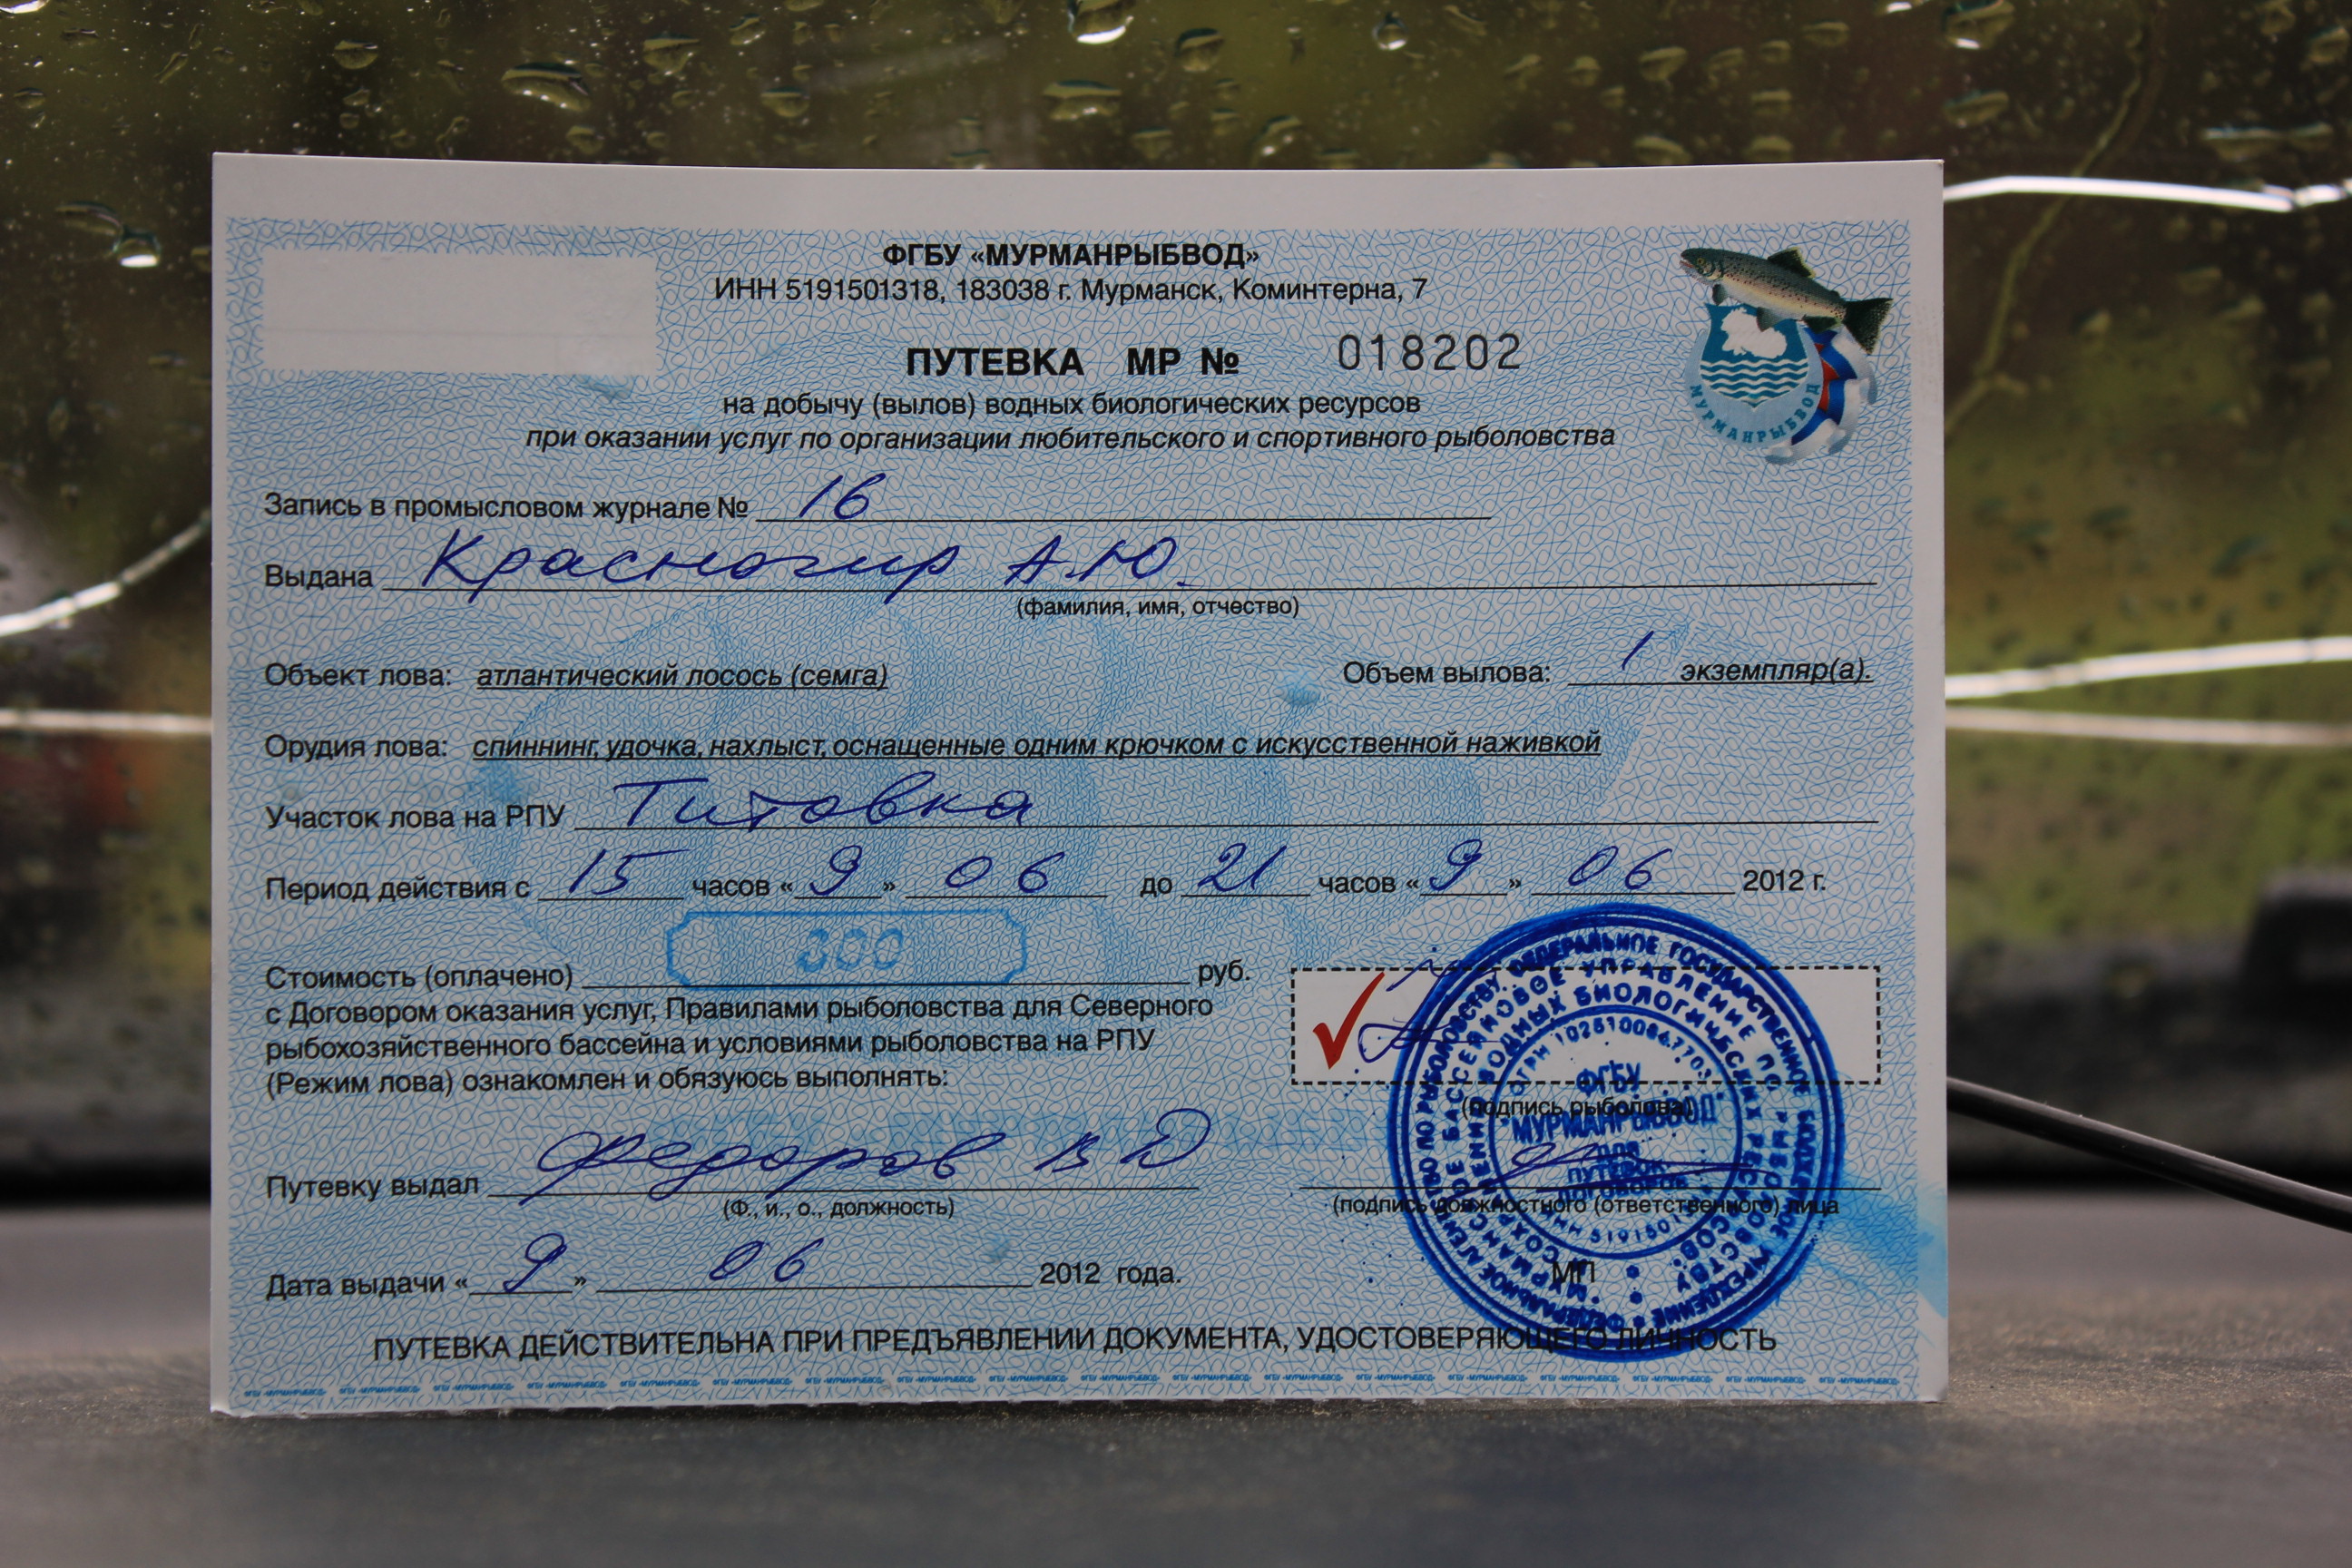 ФГБУ «МУРМАНРЫБВОД»
ИНН 5191501318, 183038 г. Мурманск, Коминтерна, 7
ПУТЕВКА МР № 018202
на добычу (вылов) водных биологических ресурсов
при оказании услуг по организации любительского и спортивного рыболовства
МУРМАНРЫБВОД
Запись в промысловом журнале № 16
Выдана Красногир А.Ю.
(фамилия, имя, отчество)
Объект лова: атлантический лосось (семга) Объем вылова: 1 экземпляр(а).
Орудия лова: спиннинг, удочка, нахлыст, оснащенные одним крючком с искусственной наживкой
Участок лова на РПУ Титовка
Период действия с 15 часов «9» 06 до 21 часов «9» 06 2012 г.
Стоимость (оплачено) 300 руб.
с Договором оказания услуг, Правилами рыболовства для Северного
рыбохозяйственного бассейна и условиями рыболовства на РПУ
(Режим лова) ознакомлен и обязуюсь выполнять:
(подпись рыболова)
Путевку выдал Федоров В Д
(Ф., и., о., должность)
(подпись должностного (ответственного) лица
ФГБУ
"МУРМАНРЫБВОД"
ДЛЯ
ПУТЕВОК,
ДОГОВОРОВ
МП
Дата выдачи «9» 06 2012 года.
ПУТЕВКА ДЕЙСТВИТЕЛЬНА ПРИ ПРЕДЪЯВЛЕНИИ ДОКУМЕНТА, УДОСТОВЕРЯЮЩЕГО ЛИЧНОСТЬ